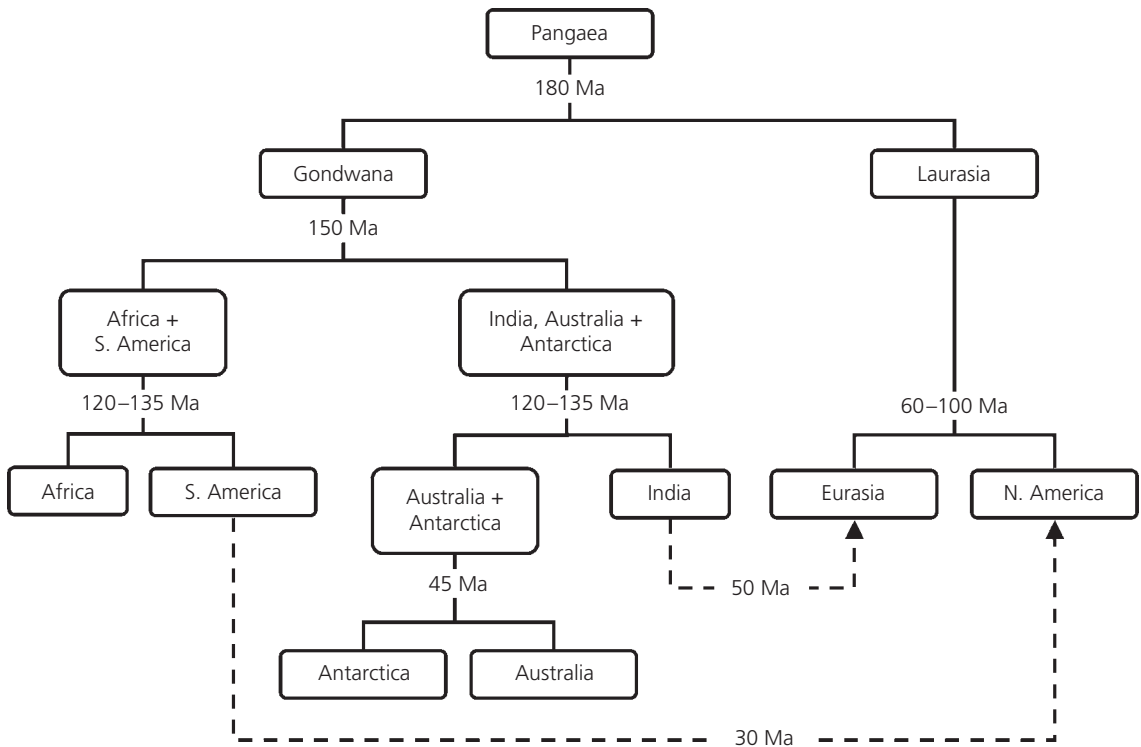 Pangaea
180 Ma
Gondwana
Laurasia
150 Ma
Africa +
S. America
India, Australia +
Antarctica
120–135 Ma
120–135 Ma
60–100 Ma
Africa
S. America
Australia +
Antarctica
India
Eurasia
N. America
45 Ma
50 Ma
Antarctica
Australia
30 Ma